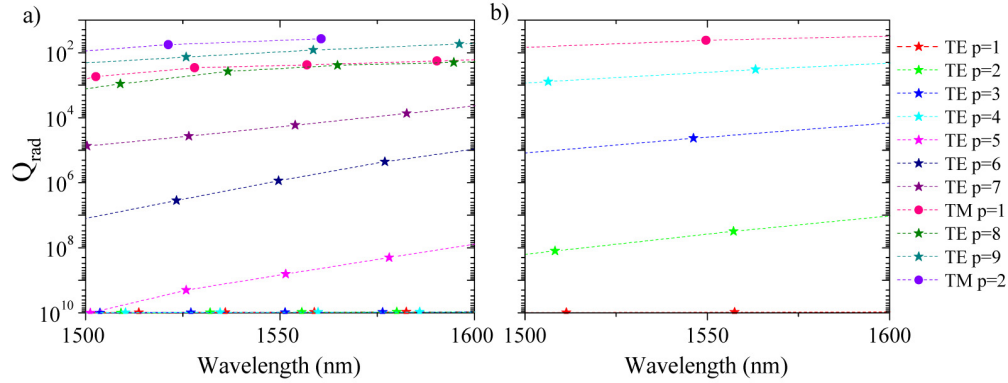 a)
b)
Q_rad
10²
10⁴
10⁶
10⁸
10¹⁰
1500 1550 1600
1500 1550 1600
Wavelength (nm)
Wavelength (nm)
TE p=1
TE p=2
TE p=3
TE p=4
TE p=5
TE p=6
TE p=7
TM p=1
TE p=8
TE p=9
TM p=2